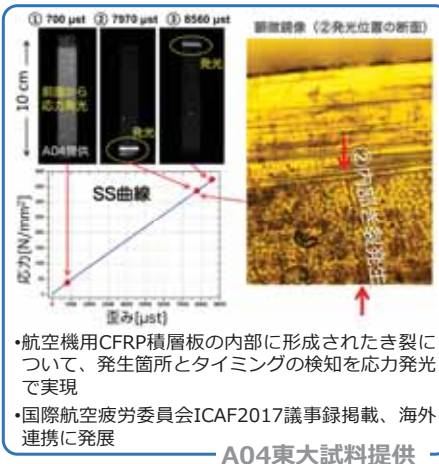 ① 700 μst ② 7970 μst ③ 8560 μst
顕微鏡像（②発光位置の断面）
10 cm
前面から
応力発光
A04提供
発光
発光
SS曲線
応力[N/mm²]
歪み[μst]
②内部き裂発生
•航空機用CFRP積層板の内部に形成されたき裂に
ついて、発生箇所とタイミングの検知を応力発光
で実現
•国際航空疲労委員会ICAF2017議事録掲載、海外
連携に発展
A04東大試料提供